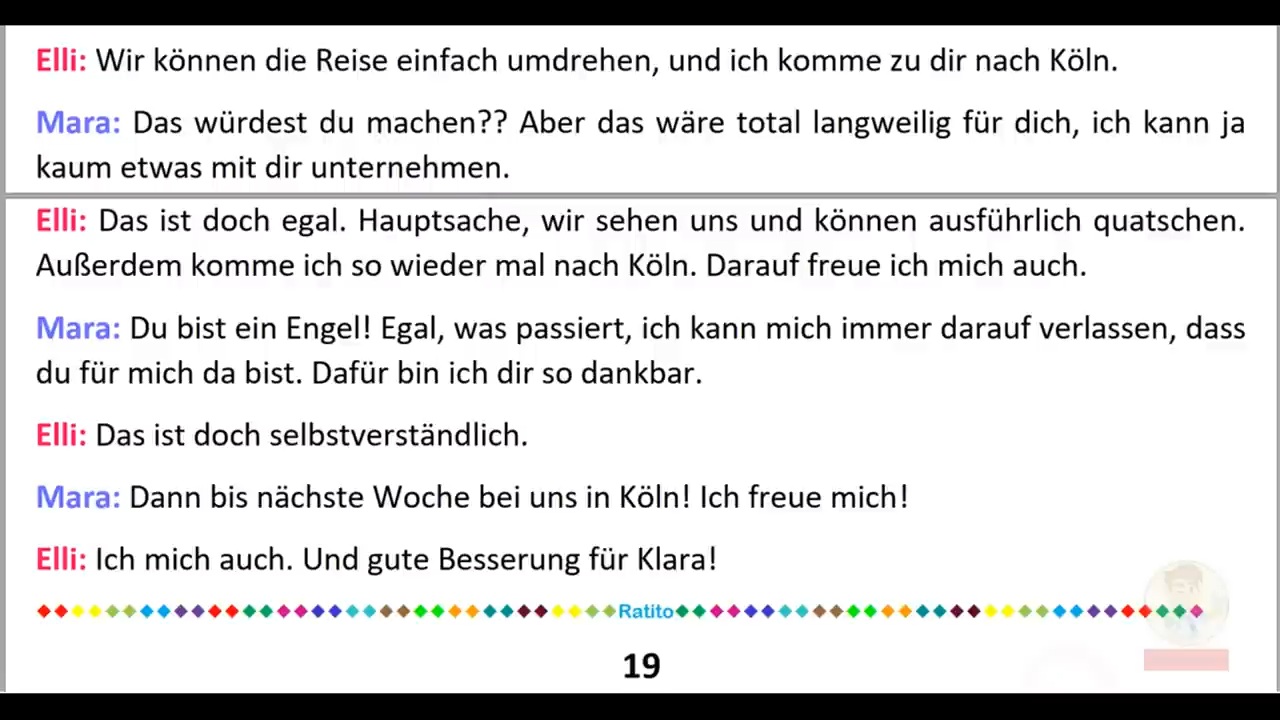 Elli: Wir können die Reise einfach umdrehen, und ich komme zu dir nach Köln.
Mara: Das würdest du machen?? Aber das wäre total langweilig für dich, ich kann ja
kaum etwas mit dir unternehmen.
Elli: Das ist doch egal. Hauptsache, wir sehen uns und können ausführlich quatschen.
Außerdem komme ich so wieder mal nach Köln. Darauf freue ich mich auch.
Mara: Du bist ein Engel! Egal, was passiert, ich kann mich immer darauf verlassen, dass
du für mich da bist. Dafür bin ich dir so dankbar.
Elli: Das ist doch selbstverständlich.
Mara: Dann bis nächste Woche bei uns in Köln! Ich freue mich!
Elli: Ich mich auch. Und gute Besserung für Klara!
Ratito
19